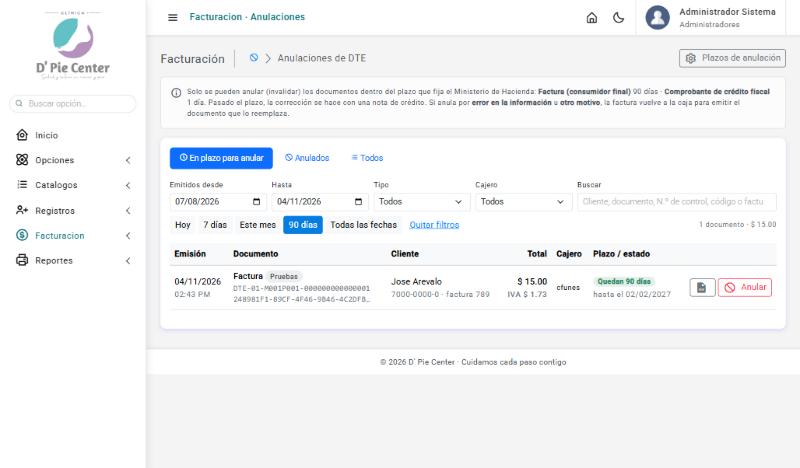 CLINICA
D' Pie Center
Buscar opción...
Inicio
Opciones
Catalogos
Registros
Facturacion
Reportes
Facturacion · Anulaciones
Administrador Sistema
Administradores
Facturación
Anulaciones de DTE
Plazos de anulación
Solo se pueden anular (invalidar) los documentos dentro del plazo que fija el Ministerio de Hacienda: Factura (consumidor final) 90 días · Comprobante de crédito fiscal
1 día. Pasado el plazo, la corrección se hace con una nota de crédito. Si anula por error en la información u otro motivo, la factura vuelve a la caja para emitir el
documento que lo reemplaza.
En plazo para anular
Anulados
Todos
Emitidos desde
Hasta
Tipo
Cajero
Buscar
07/08/2026
04/11/2026
Todos
Todos
Cliente, documento, N.º de control, código o factu
Hoy
7 días
Este mes
90 días
Todas las fechas
Quitar filtros
1 documento · $ 15.00
Emisión
Documento
Cliente
Total
Cajero
Plazo / estado
04/11/2026
02:43 PM
Factura Pruebas
DTE-01-M001P001-000000000000001
248981F1-89CF-4F46-9B46-4C2DFB…
Jose Arevalo
7000-0000-0 · factura 789
$ 15.00
IVA $ 1.73
cfunes
Quedan 90 días
hasta el 02/02/2027
Anular
© 2026 D' Pie Center · Cuidamos cada paso contigo